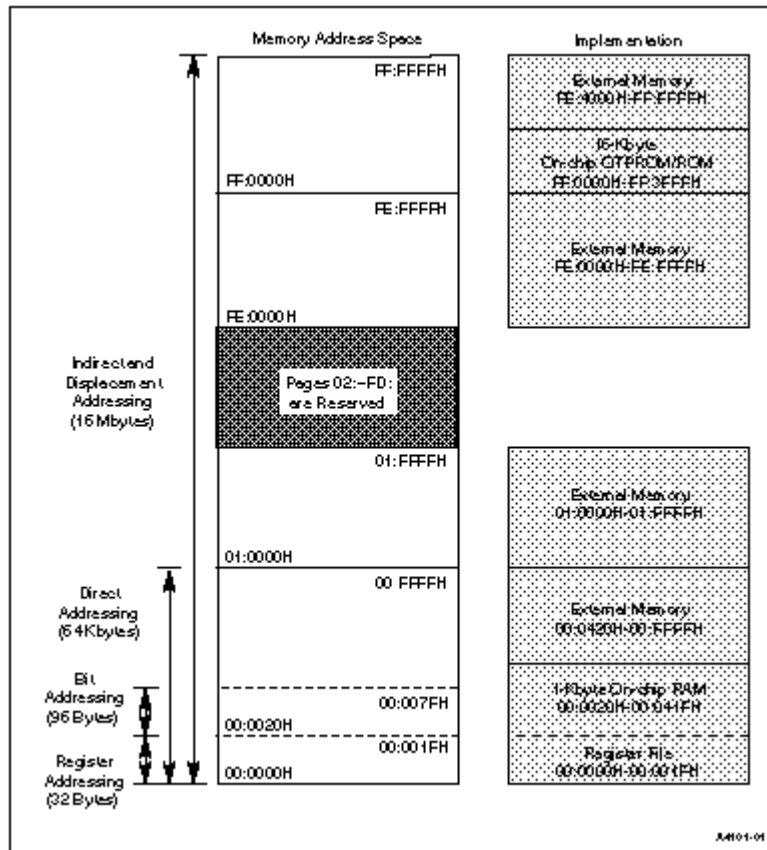 Memory Address Space
Implementation
FF:FFFFH
FF:0000H
FE:FFFFH
FE:0000H
Pages 02:–FD:
are Reserved
01:FFFFH
01:0000H
00 FFFFH
00:007FH
00:0020H
00:001FH
00:0000H
Indirect and
Displacement
Addressing
(16 Mbytes)
Direct
Addressing
(64 Kbytes)
Bit
Addressing
(96 Bytes)
Register
Addressing
(32 Bytes)
External Memory
FE:4000H-FF:FFFFH
16-Kbyte
On-chip OTPROM/ROM
FF:0000H-FF:3FFFH
External Memory
FE:0000H-FE:FFFFH
External Memory
01:0000H-01:FFFFH
External Memory
00:0420H-00:FFFFH
1-Kbyte On-chip RAM
00:0020H-00:041FH
Register File
00:0000H-00:001FH
A4101-01